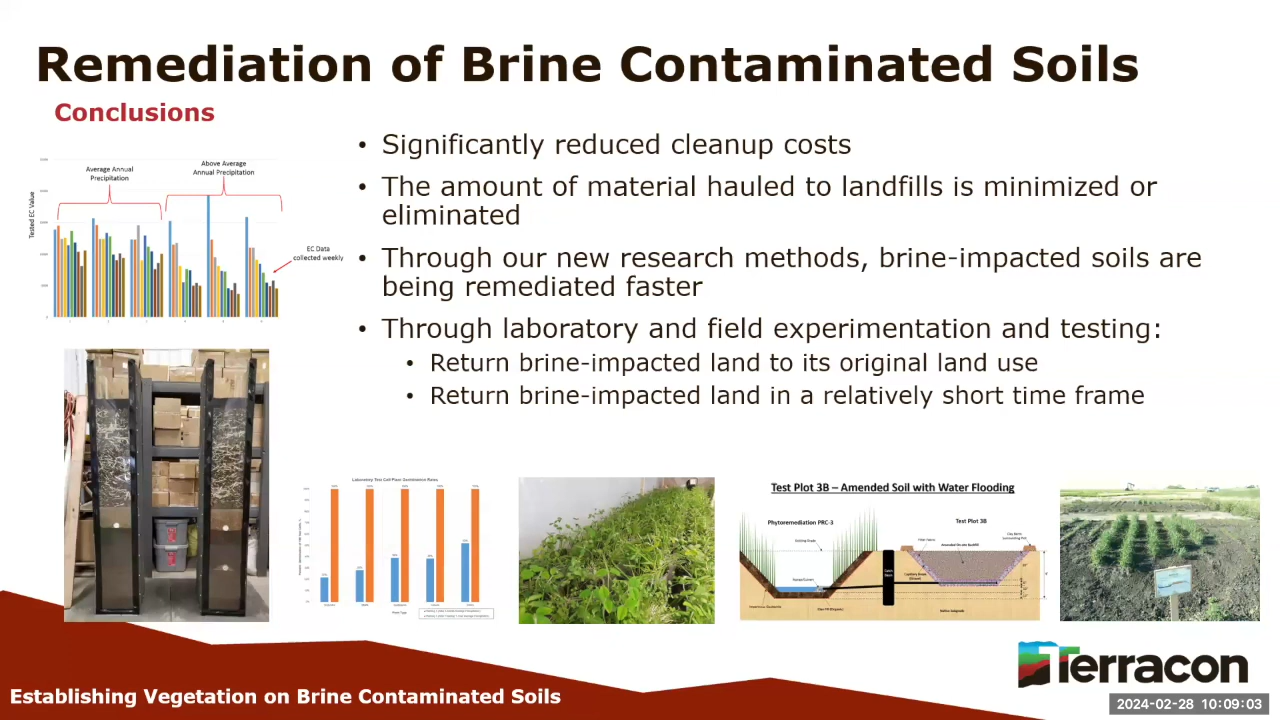 Remediation of Brine Contaminated Soils
Conclusions
• Significantly reduced cleanup costs
• The amount of material hauled to landfills is minimized or
eliminated
• Through our new research methods, brine-impacted soils are
being remediated faster
• Through laboratory and field experimentation and testing:
• Return brine-impacted land to its original land use
• Return brine-impacted land in a relatively short time frame
Average Annual
Precipitation
Above Average
Annual Precipitation
Tested EC Value
EC Data
collected weekly
Laboratory Test Cell Plant Germination Rates
Test Plot 3B – Amended Soil with Water Flooding
Phytoremediation PRC-3
Test Plot 3B
Existing Grade
Terracon
Establishing Vegetation on Brine Contaminated Soils
2024-02-28 10:09:03